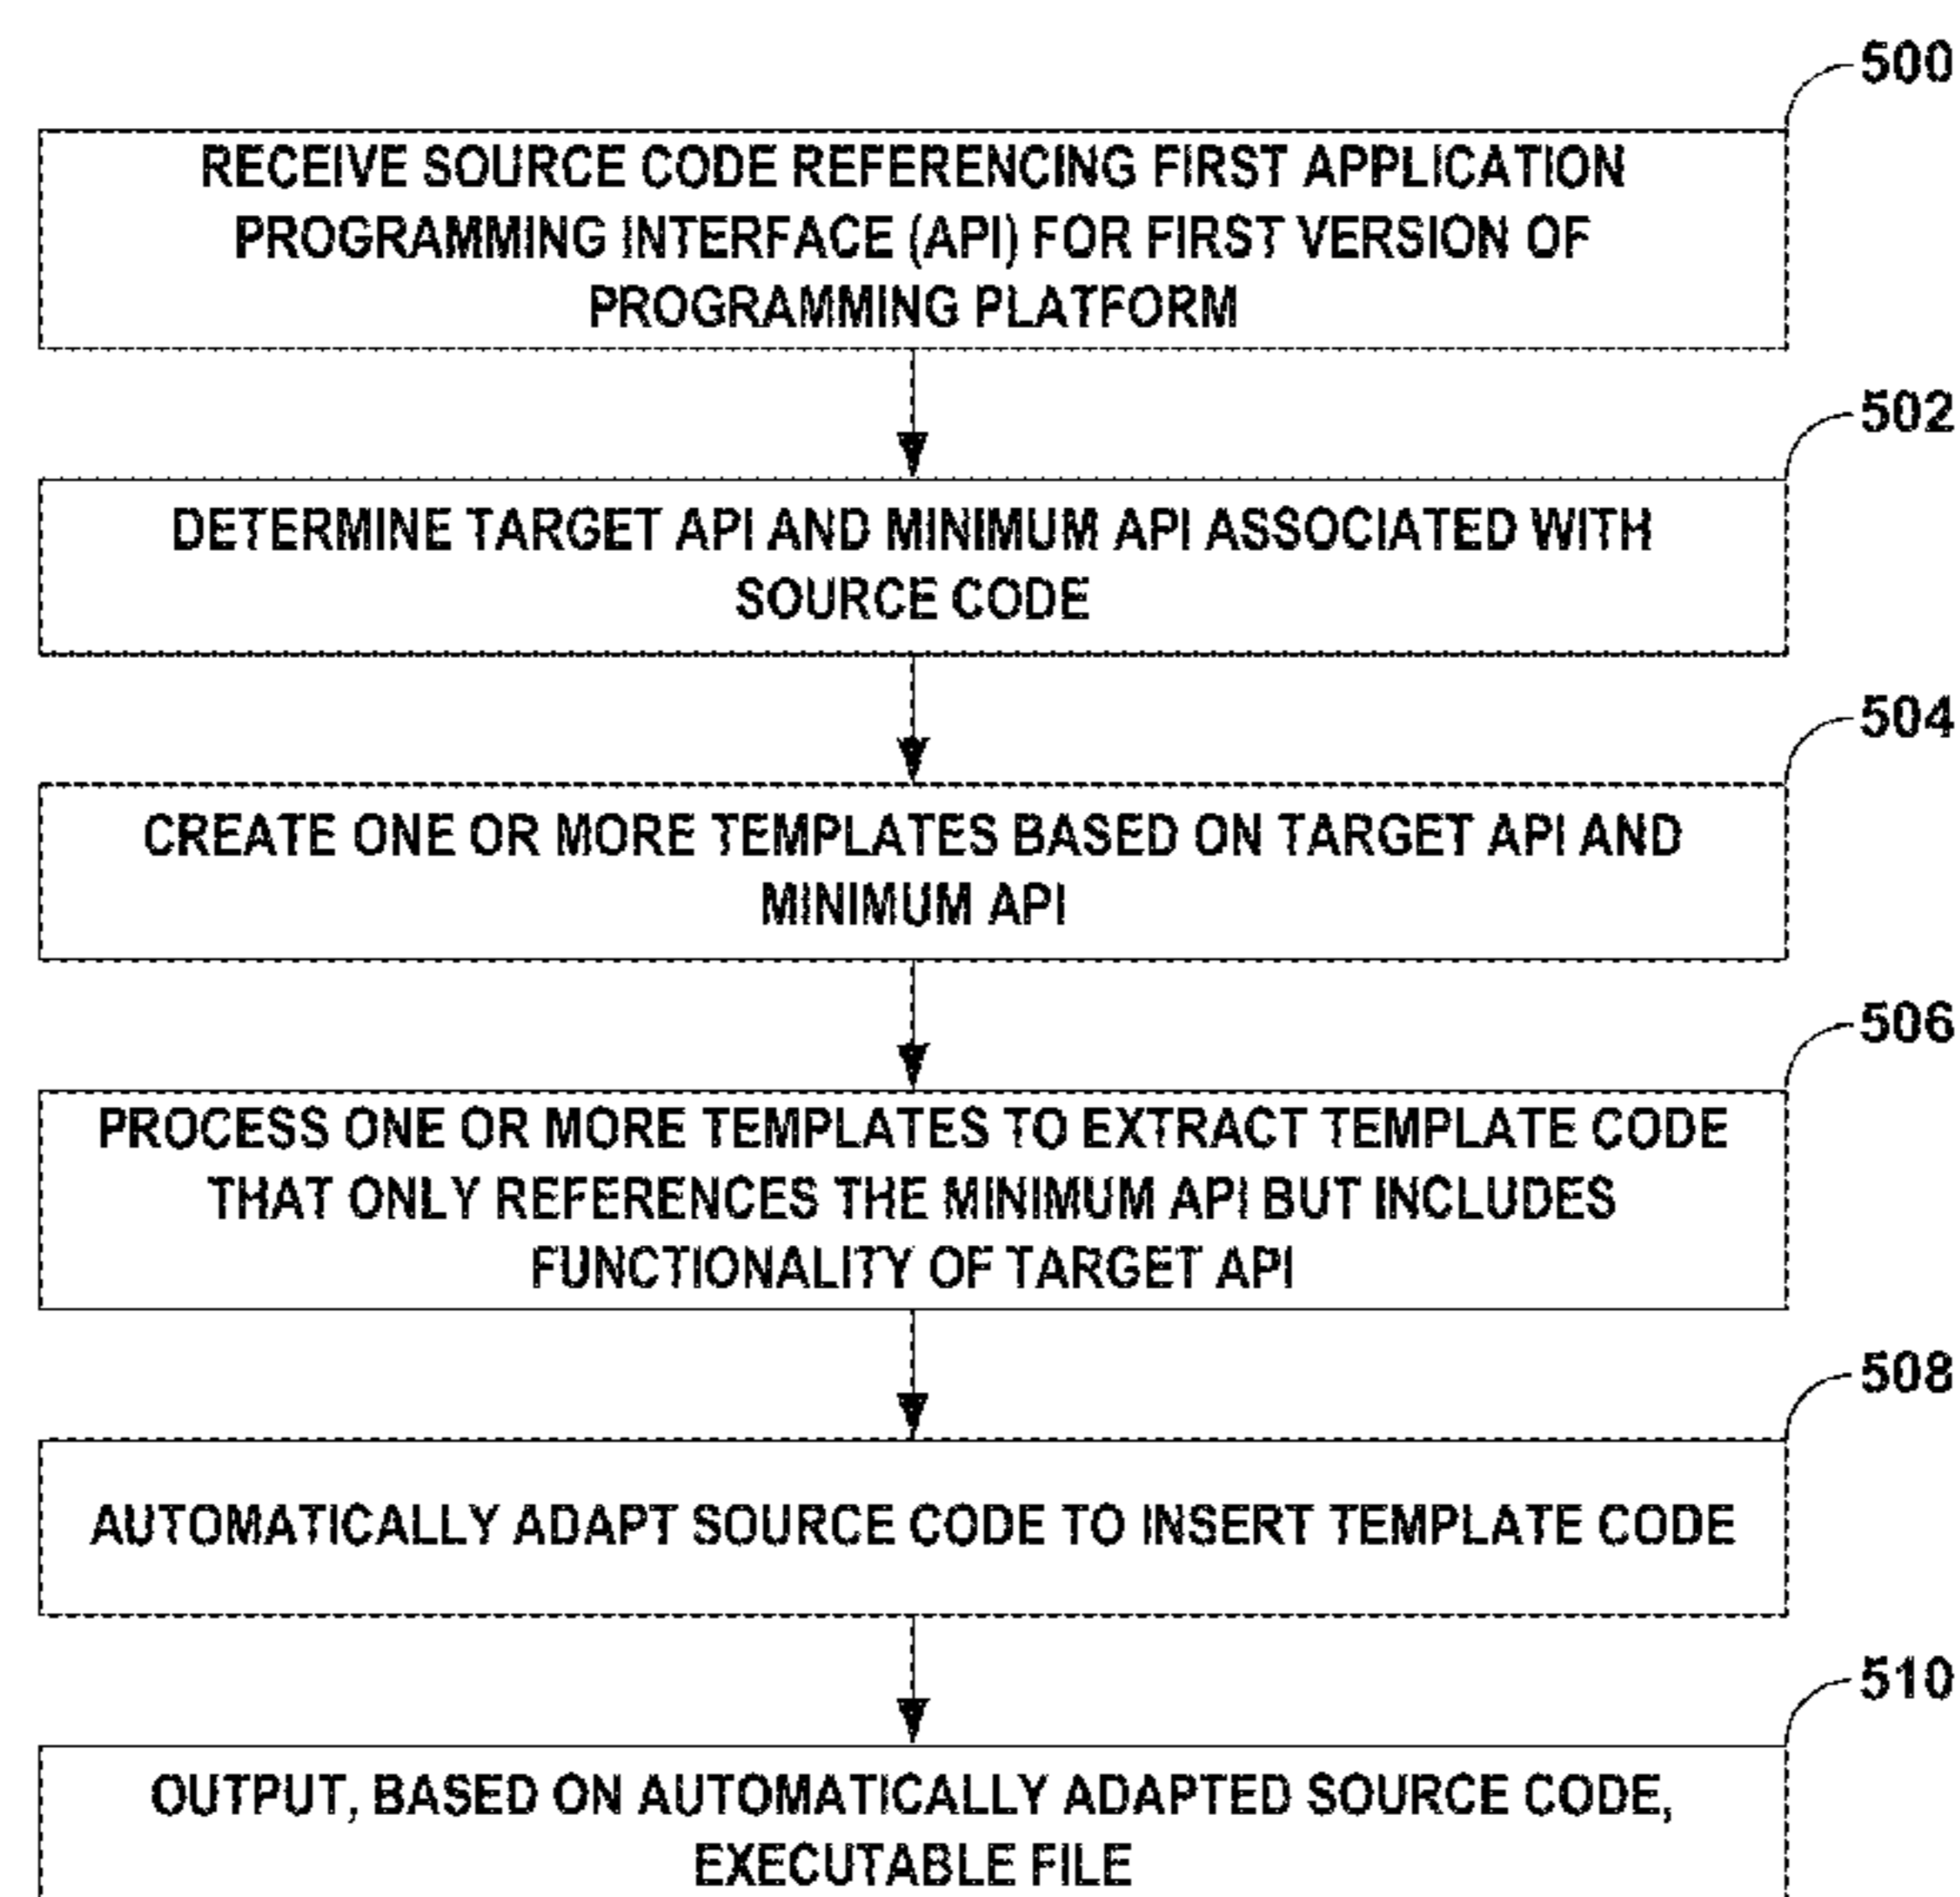 500
RECEIVE SOURCE CODE REFERENCING FIRST APPLICATION
PROGRAMMING INTERFACE (API) FOR FIRST VERSION OF
PROGRAMMING PLATFORM
502
DETERMINE TARGET API AND MINIMUM API ASSOCIATED WITH
SOURCE CODE
504
CREATE ONE OR MORE TEMPLATES BASED ON TARGET API AND
MINIMUM API
506
PROCESS ONE OR MORE TEMPLATES TO EXTRACT TEMPLATE CODE
THAT ONLY REFERENCES THE MINIMUM API BUT INCLUDES
FUNCTIONALITY OF TARGET API
508
AUTOMATICALLY ADAPT SOURCE CODE TO INSERT TEMPLATE CODE
510
OUTPUT, BASED ON AUTOMATICALLY ADAPTED SOURCE CODE,
EXECUTABLE FILE